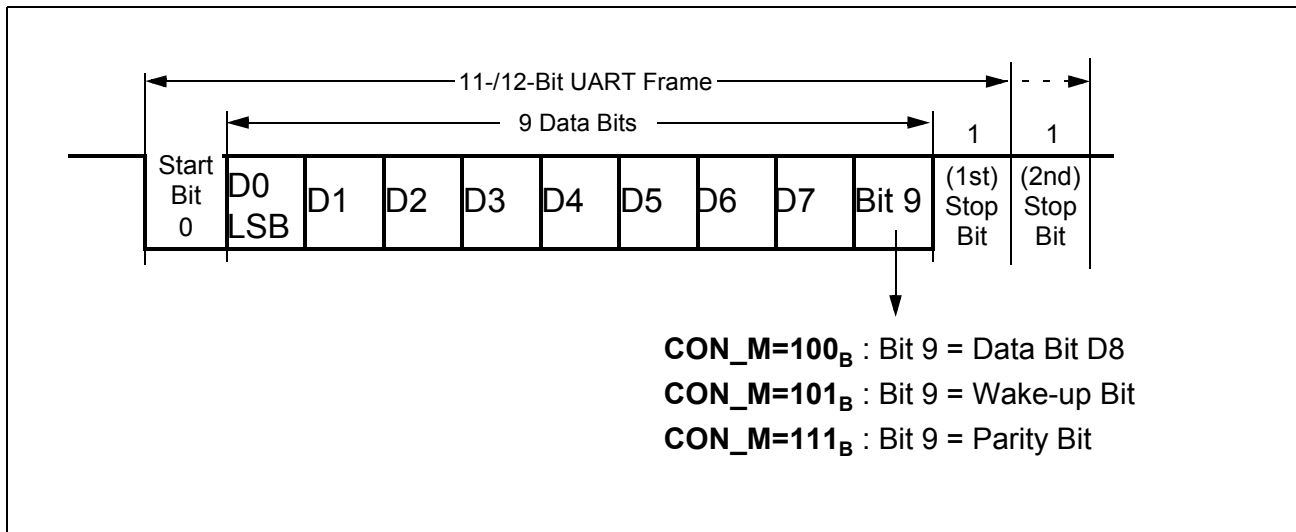 11-/12-Bit UART Frame
9 Data Bits
1
1
Start
Bit
0
D0
LSB
D1
D2
D3
D4
D5
D6
D7
Bit 9
(1st)
Stop
Bit
(2nd)
Stop
Bit
CON_M=100B : Bit 9 = Data Bit D8
CON_M=101B : Bit 9 = Wake-up Bit
CON_M=111B : Bit 9 = Parity Bit